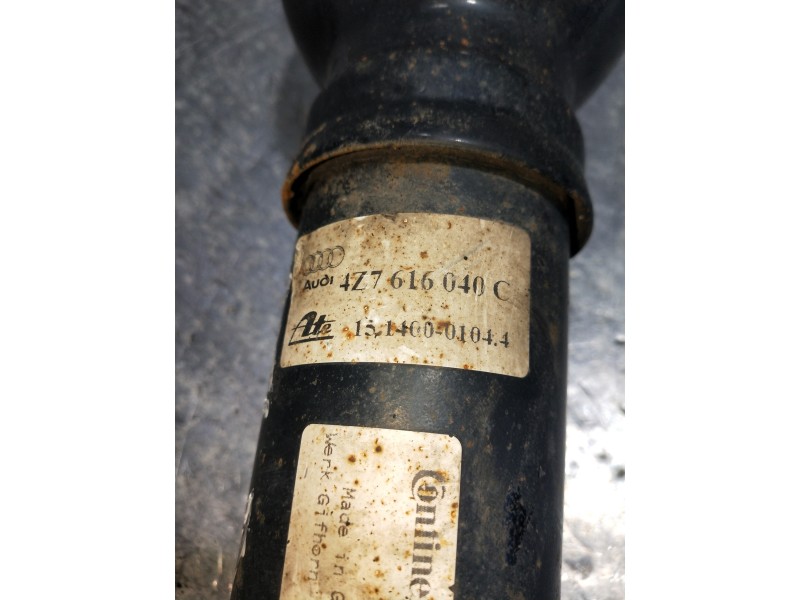 Audi 4Z7 616 040 C
Ate 15.1400-0104.4
Made in
Werk Gifhorn